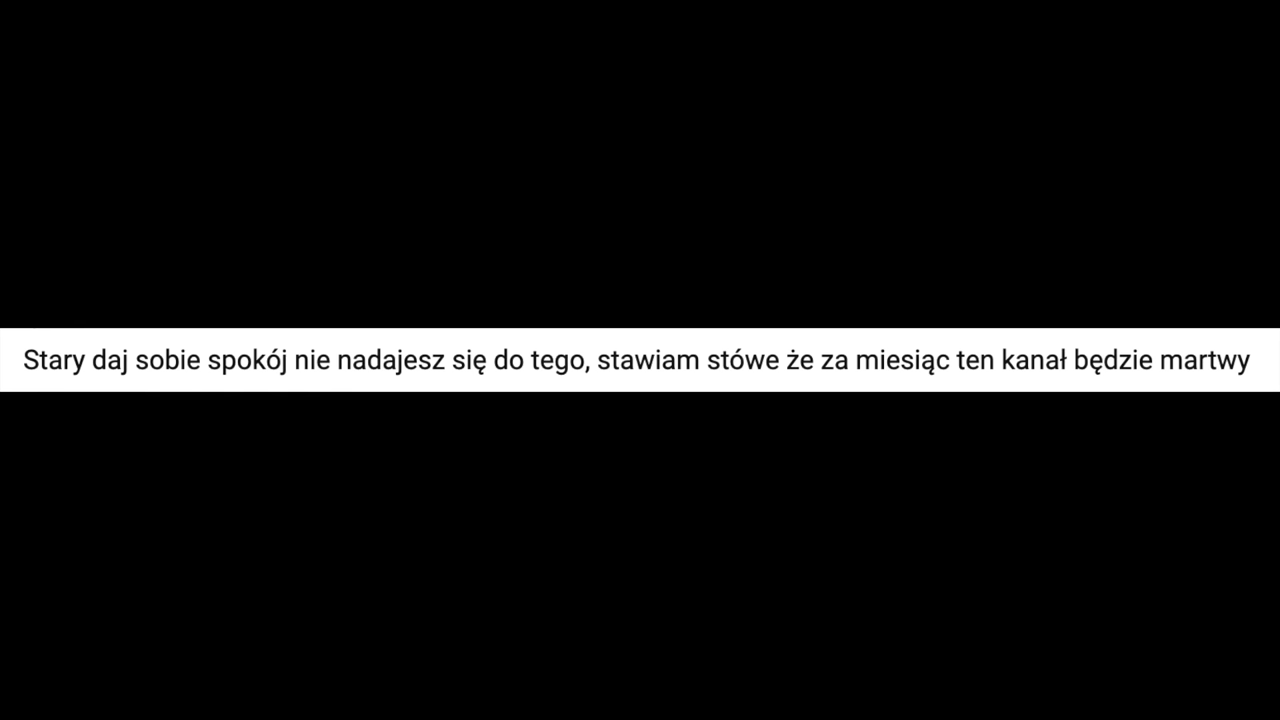 Stary daj sobie spokój nie nadajesz się do tego, stawiam stówe że za miesiąc ten kanał będzie martwy